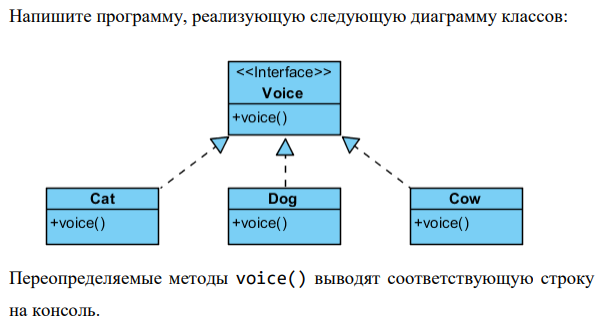 Напишите программу, реализующую следующую диаграмму классов:
<<Interface>>
Voice
+voice()
Cat
+voice()
Dog
+voice()
Cow
+voice()
Переопределяемые методы voice() выводят соответствующую строку
на консоль.